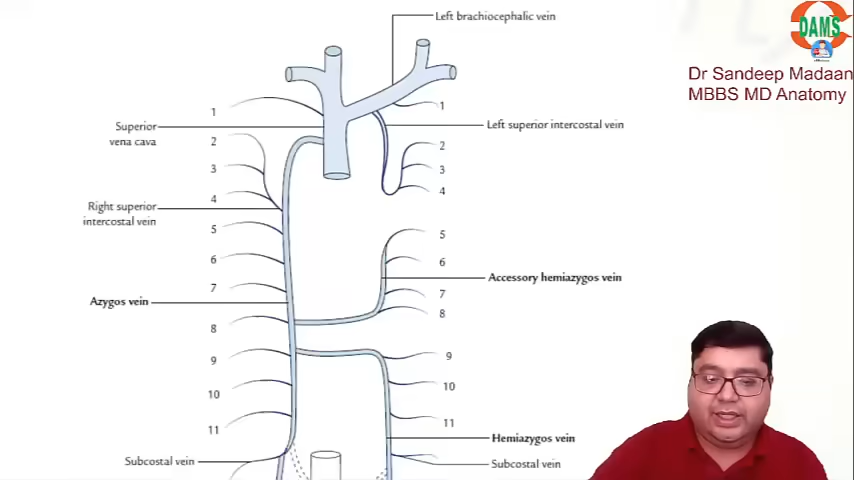 Left brachiocephalic vein
DAMS
Dr Sandeep Madaan
MBBS MD Anatomy
1
1
Superior
vena cava
Left superior intercostal vein
2
2
3
3
4
4
Right superior
intercostal vein
5
5
6
6
Accessory hemiazygos vein
7
7
Azygos vein
8
8
9
9
10
10
11
11
Hemiazygos vein
Subcostal vein
Subcostal vein